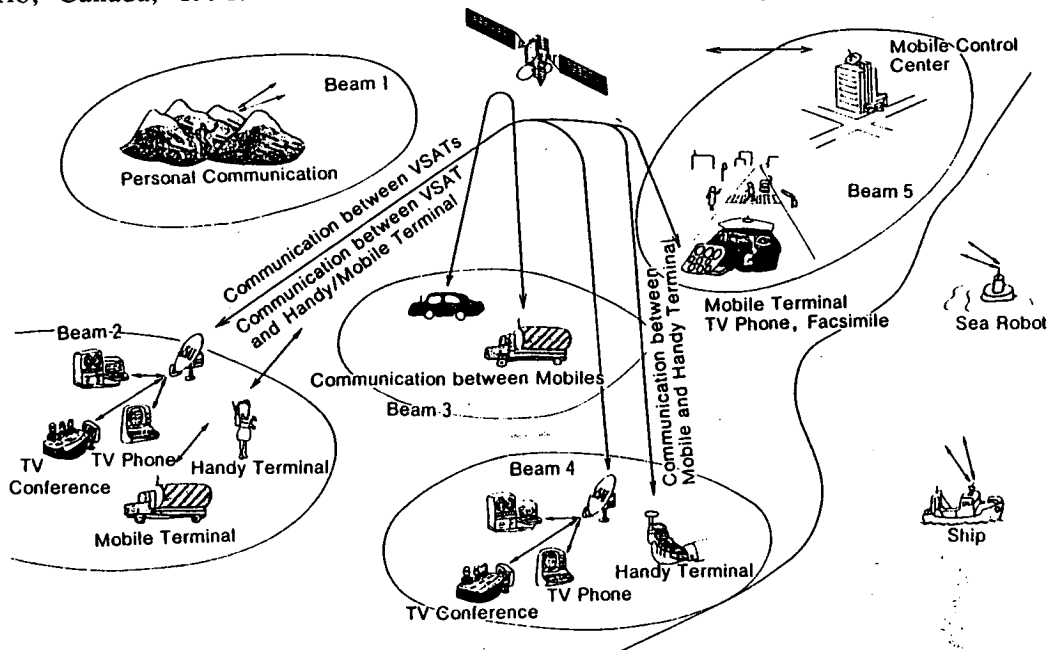 Canada,
Beam 1
Personal Communication
Mobile Control
Center
Beam 5
Communication between VSATs
Communication between VSAT
and Handy/Mobile Terminal
Communication between
Mobile and Handy Terminal
Mobile Terminal
TV Phone, Facsimile
Sea Robot
Beam 2
TV
Conference
TV Phone
Handy Terminal
Mobile Terminal
Communication between Mobiles
Beam 3
Beam 4
TV Conference
TV Phone
Handy Terminal
Ship